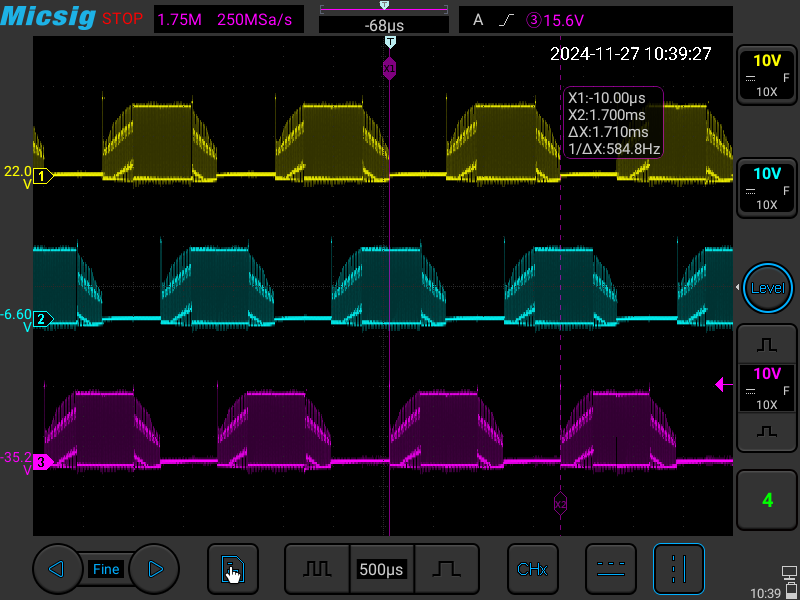 Micsig STOP 1.75M 250MSa/s -68µs A ③15.6V
T
X1
2024-11-27 10:39:27
X1:-10.00µs
X2:1.700ms
ΔX:1.710ms
1/ΔX:584.8Hz
10V
F
10X
22.0
V
1
10V
F
10X
Level
-6.60
V
2
10V
F
10X
-35.2
V
3
X2
4
Fine
500µs
CHx
10:39